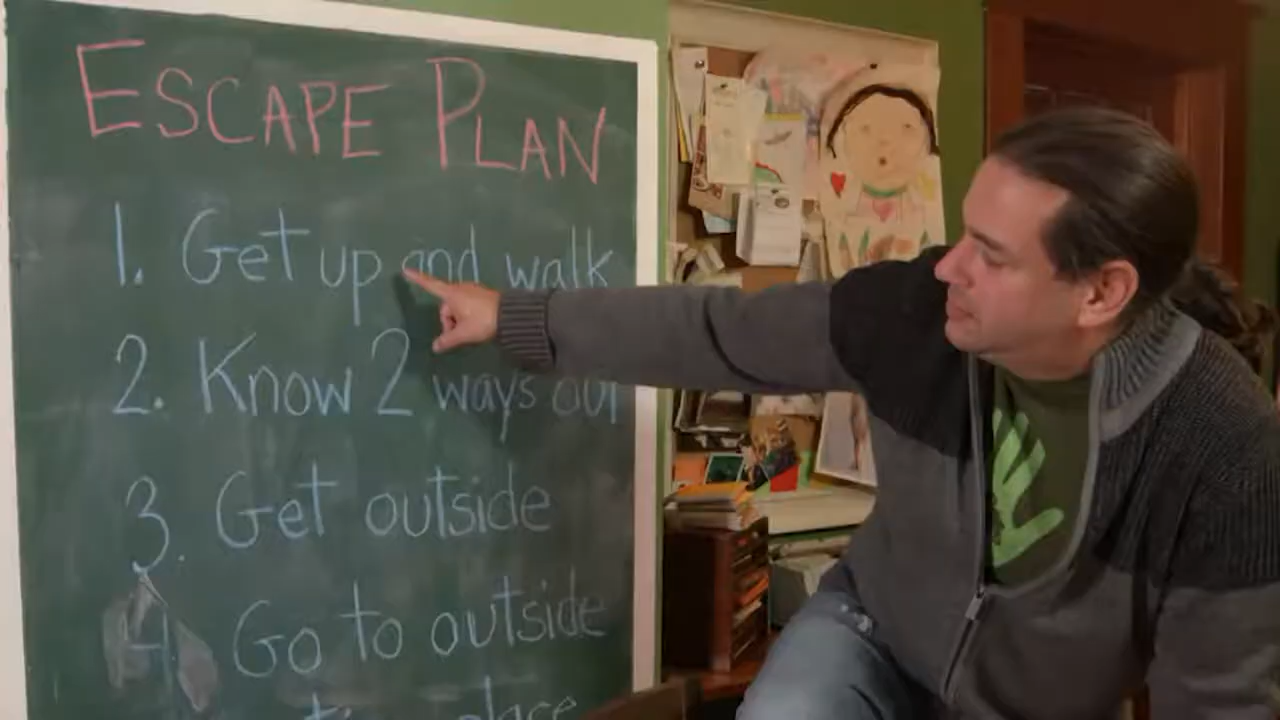 ESCAPE PLAN
1. Get up and walk
2. Know 2 ways out
3. Get outside
4. Go to outside
place